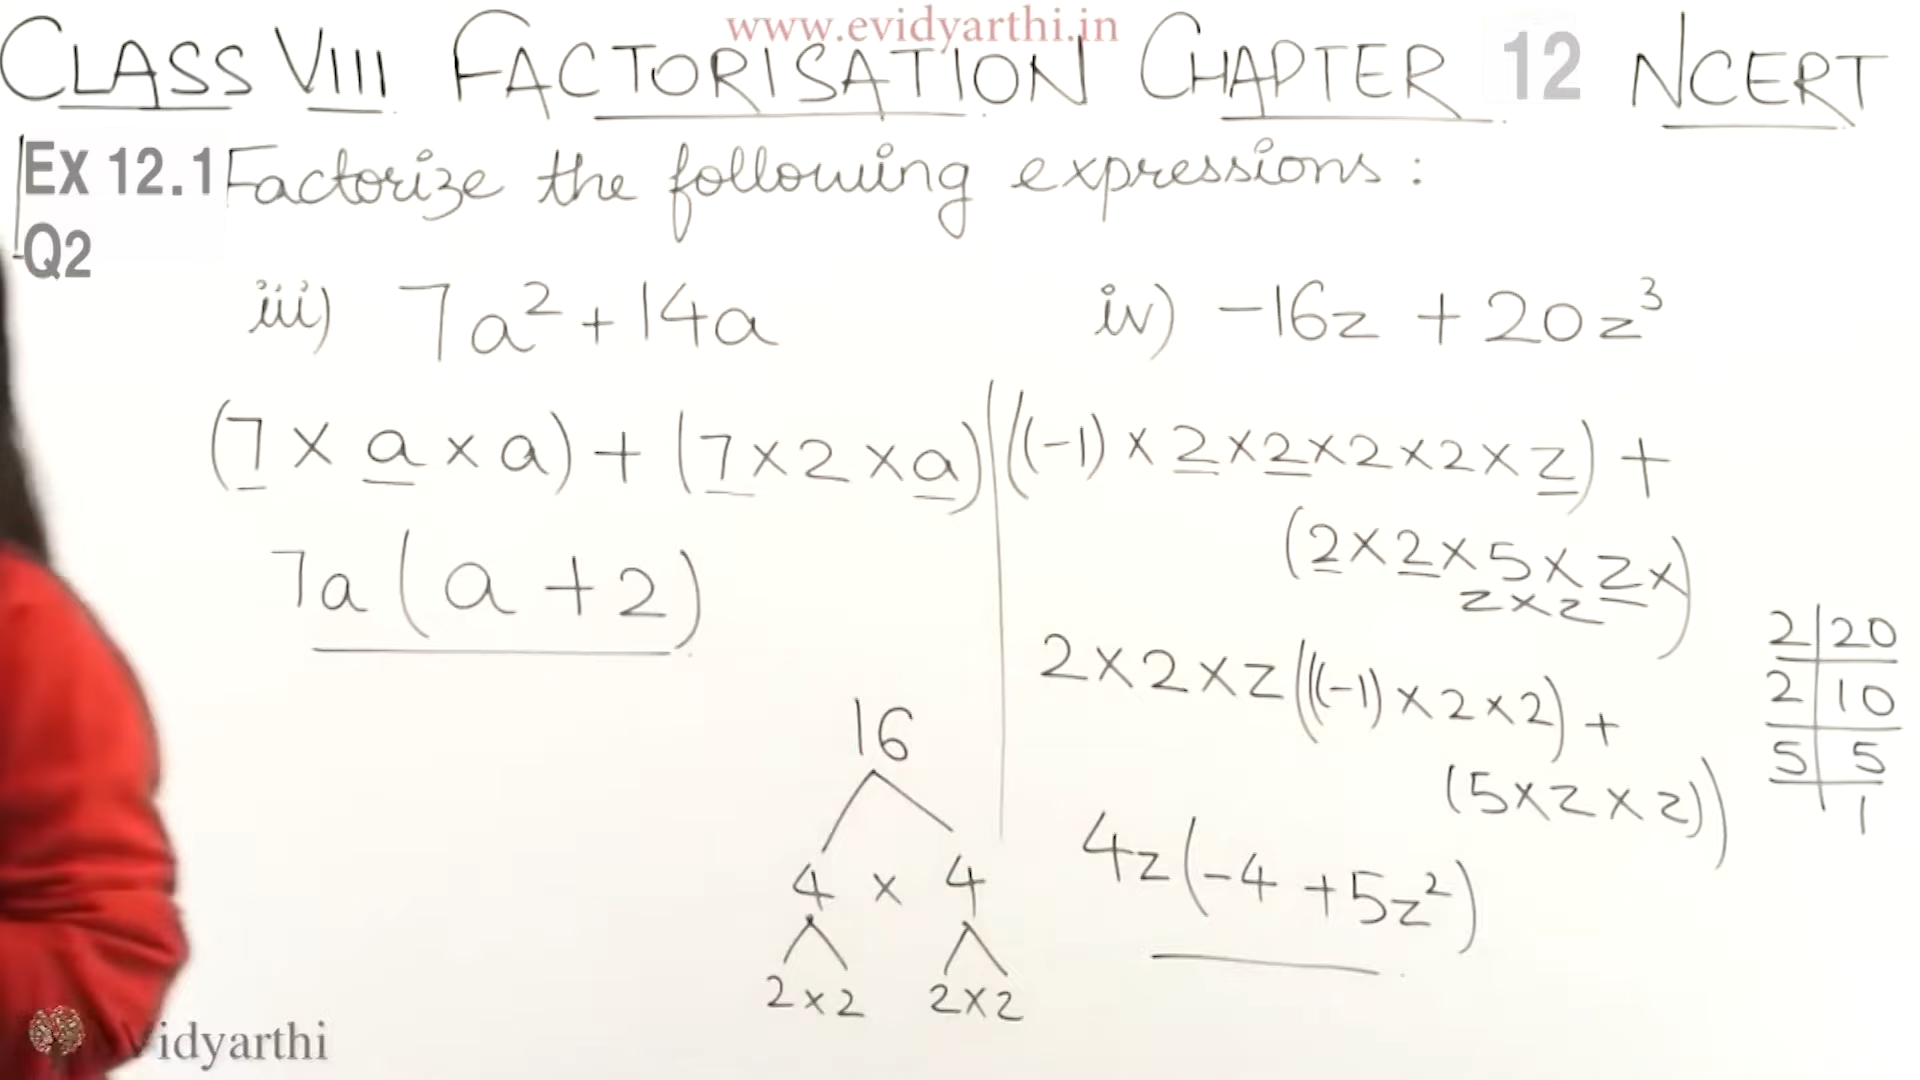 www.evidyarthi.in
CLASS VIII FACTORISATION CHAPTER 12 NCERT
Ex 12.1 Factorize the following expressions :
Q2
iii) 7a² + 14a
(7 × a × a) + (7 × 2 × a)
7a (a + 2)
16
4 × 4
2 × 2 2 × 2
iv) -16z + 20z³
((-1) × 2 × 2 × 2 × 2 × z) +
(2 × 2 × 5 × z ×
z × z)
2 × 2 × z ((-1) × 2 × 2) +
(5 × z × z))
4z (-4 + 5z²)
2 | 20
2 | 10
5 | 5
| 1
Vidyarthi